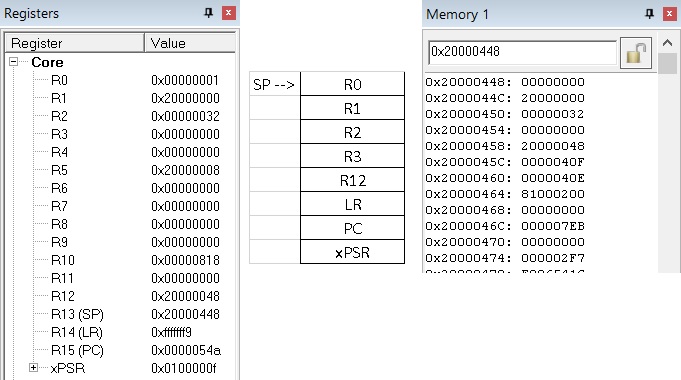 Registers
Register Value
Core
R0 0x00000001
R1 0x20000000
R2 0x00000032
R3 0x00000000
R4 0x00000000
R5 0x20000008
R6 0x00000000
R7 0x00000000
R8 0x00000000
R9 0x00000000
R10 0x00000818
R11 0x00000000
R12 0x20000048
R13 (SP) 0x20000448
R14 (LR) 0xfffffff9
R15 (PC) 0x0000054a
xPSR 0x0100000f
SP --> R0
R1
R2
R3
R12
LR
PC
xPSR
Memory 1
0x20000448
0x20000448: 00000000
0x2000044C: 20000000
0x20000450: 00000032
0x20000454: 00000000
0x20000458: 20000048
0x2000045C: 0000040F
0x20000460: 0000040E
0x20000464: 81000200
0x20000468: 00000000
0x2000046C: 000007EB
0x20000470: 00000000
0x20000474: 000002F7